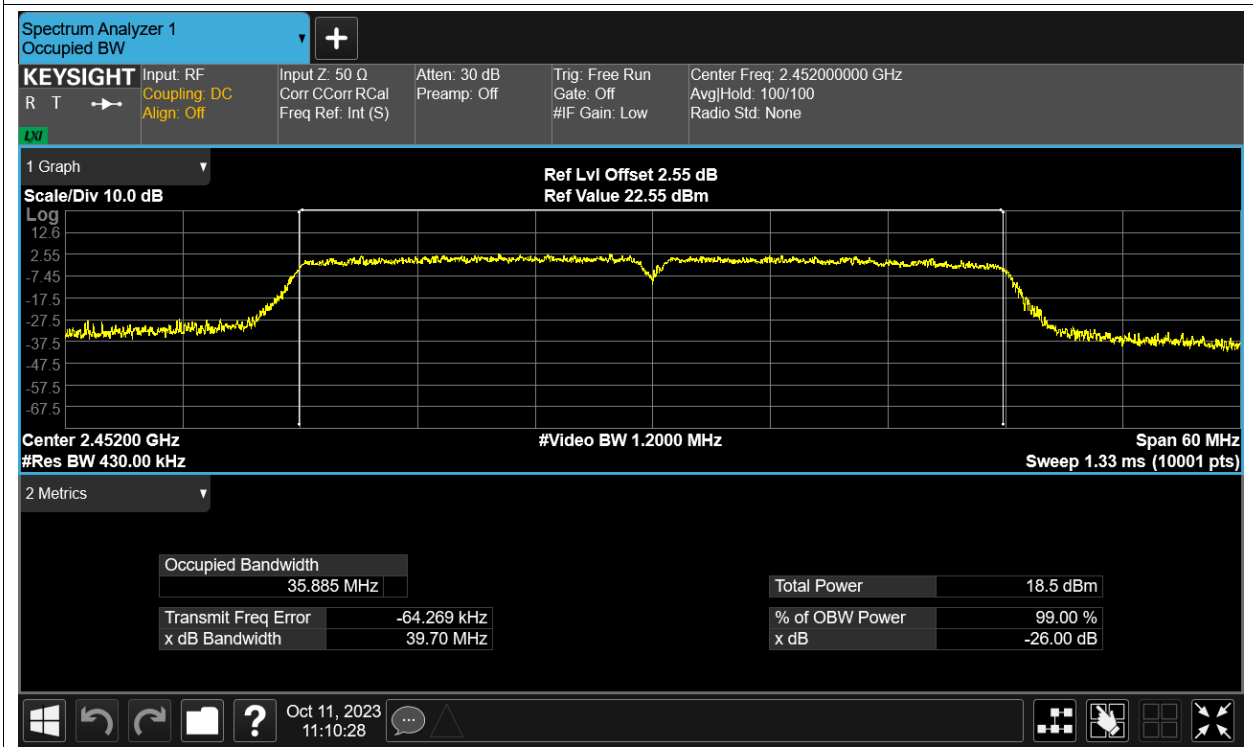 Spectrum Analyzer 1
Occupied BW
KEYSIGHT
R T
LXI
Input: RF
Coupling: DC
Align: Off
Input Z: 50 Ω
Corr CCorr RCal
Freq Ref: Int (S)
Atten: 30 dB
Preamp: Off
Trig: Free Run
Gate: Off
#IF Gain: Low
Center Freq: 2.452000000 GHz
Avg|Hold: 100/100
Radio Std: None
1 Graph
Scale/Div 10.0 dB
Ref Lvl Offset 2.55 dB
Ref Value 22.55 dBm
Log
12.6
2.55
-7.45
-17.5
-27.5
-37.5
-47.5
-57.5
-67.5
Center 2.45200 GHz
#Video BW 1.2000 MHz
Span 60 MHz
#Res BW 430.00 kHz
Sweep 1.33 ms (10001 pts)
2 Metrics
Occupied Bandwidth
35.885 MHz
Transmit Freq Error -64.269 kHz
x dB Bandwidth 39.70 MHz
Total Power 18.5 dBm
% of OBW Power 99.00 %
x dB -26.00 dB
?
Oct 11, 2023
11:10:28